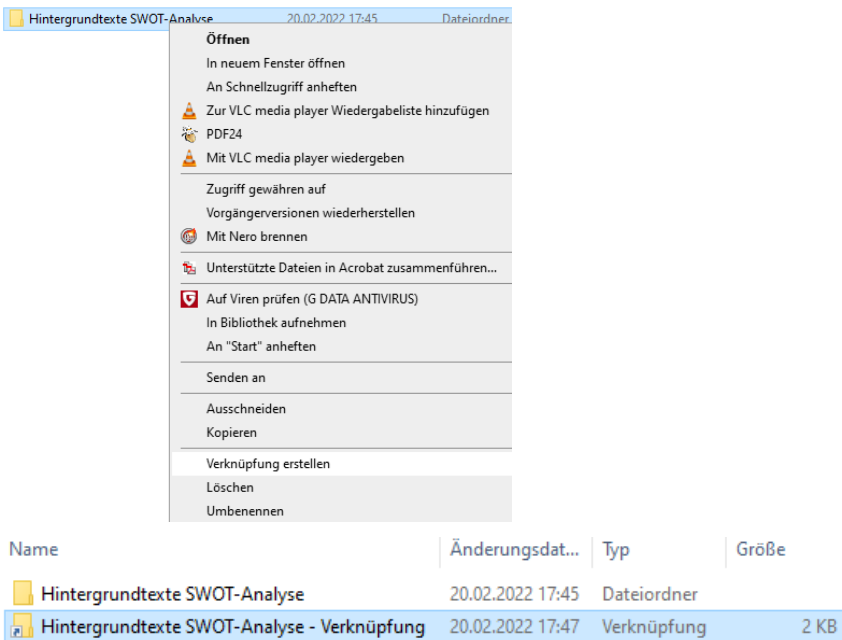 Hintergrundtexte SWOT-Analyse 20.02.2022 17:45 Dateiordner
Öffnen
In neuem Fenster öffnen
An Schnellzugriff anheften
Zur VLC media player Wiedergabeliste hinzufügen
PDF24
Mit VLC media player wiedergeben
Zugriff gewähren auf
Vorgängerversionen wiederherstellen
Mit Nero brennen
Unterstützte Dateien in Acrobat zusammenführen...
Auf Viren prüfen (G DATA ANTIVIRUS)
In Bibliothek aufnehmen
An "Start" anheften
Senden an
Ausschneiden
Kopieren
Verknüpfung erstellen
Löschen
Umbenennen
Name Änderungsdat... Typ Größe
Hintergrundtexte SWOT-Analyse 20.02.2022 17:45 Dateiordner
Hintergrundtexte SWOT-Analyse - Verknüpfung 20.02.2022 17:47 Verknüpfung 2 KB